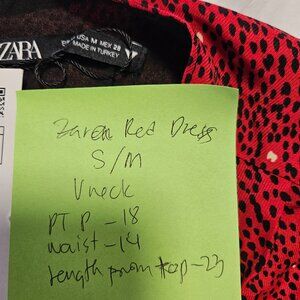 ZARA
USA M MEX 28
MADE IN TURKEY
Zara Red Dress
S/M
Vneck
PTP-18
waist-14
length from top-23